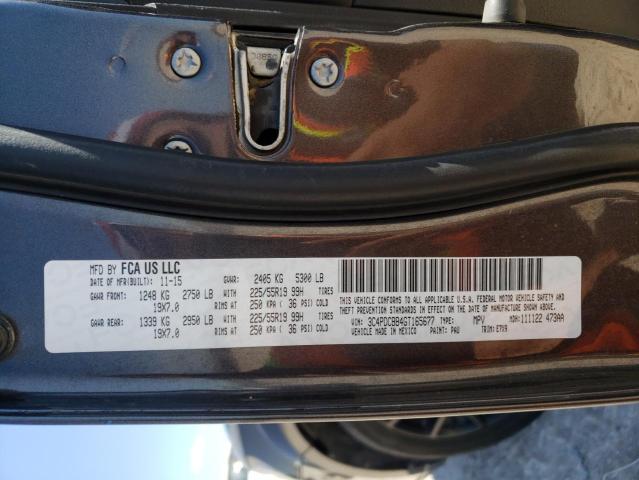 MFD BY FCA US LLC
DATE OF MFR(BUILT): 11-15 GVWR: 2405 KG 5300 LB
GAWR FRONT: 1248 KG 2750 LB WITH 225/55R19 99H TIRES
19X7.0 RIMS AT 250 KPA ( 36 PSI) COLD
GAWR REAR: 1339 KG 2950 LB WITH 225/55R19 99H TIRES
19X7.0 RIMS AT 250 KPA ( 36 PSI) COLD
THIS VEHICLE CONFORMS TO ALL APPLICABLE U.S.A. FEDERAL MOTOR VEHICLE SAFETY AND
THEFT PREVENTION STANDARDS IN EFFECT ON THE DATE OF MANUFACTURE SHOWN ABOVE.
VIN: 3C4PDCBB4GT165677 TYPE: MPV MDH: 111122 473AA
VEHICLE MADE IN MEXICO PAINT: PAU TRIM: E7X9